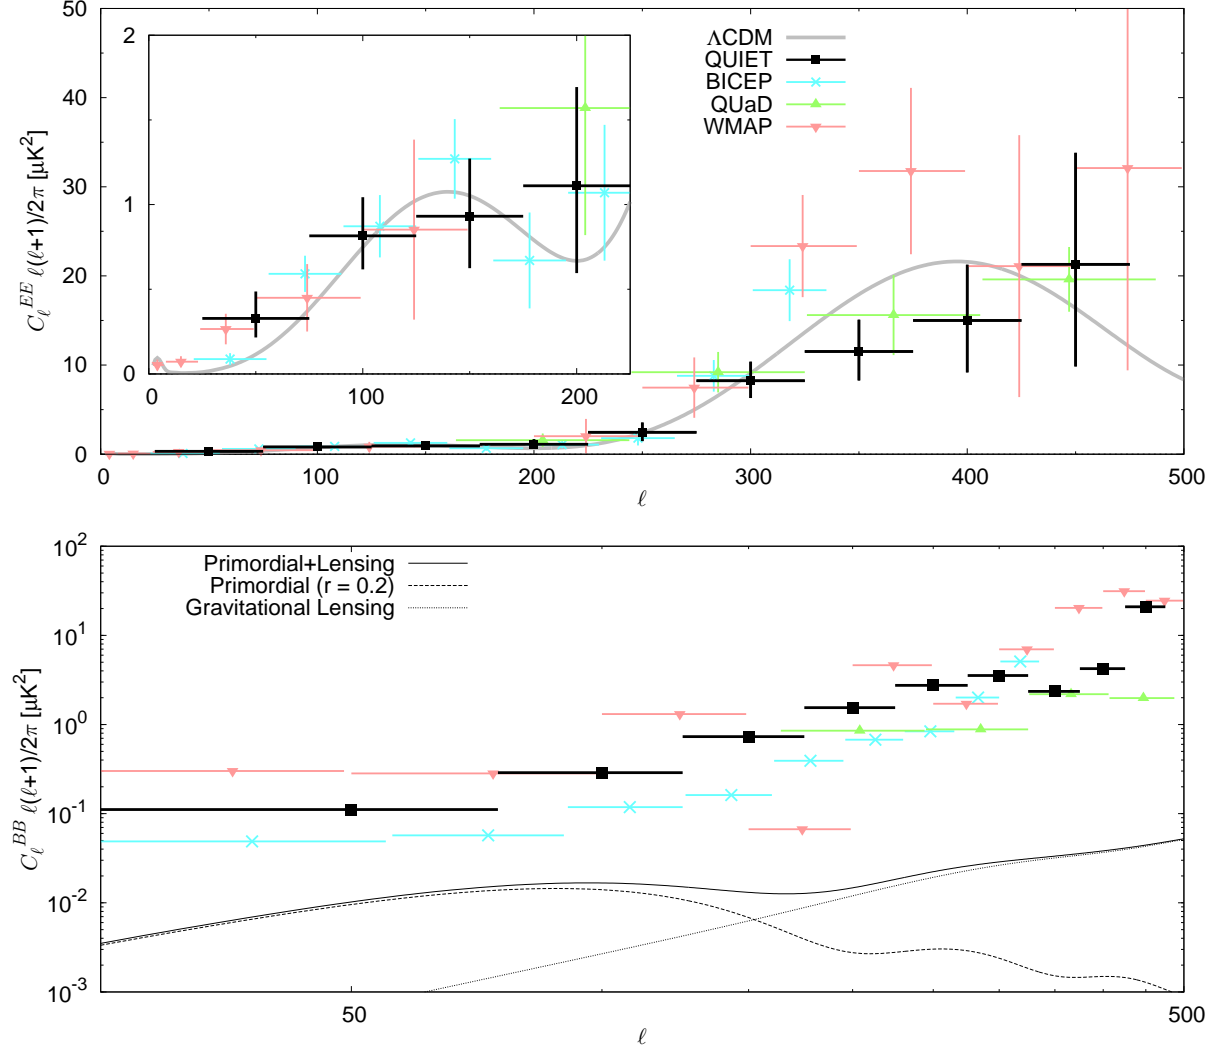 50
40
30
20
10
0
C_ℓ^{EE} ℓ(ℓ+1)/2π [μK²]
2
1
0
0 100 200
ΛCDM
QUIET
BICEP
QUaD
WMAP
0 100 200 300 400 500
ℓ
10²
10¹
10⁰
10⁻¹
10⁻²
10⁻³
C_ℓ^{BB} ℓ(ℓ+1)/2π [μK²]
Primordial+Lensing
Primordial (r = 0.2)
Gravitational Lensing
50 500
ℓ